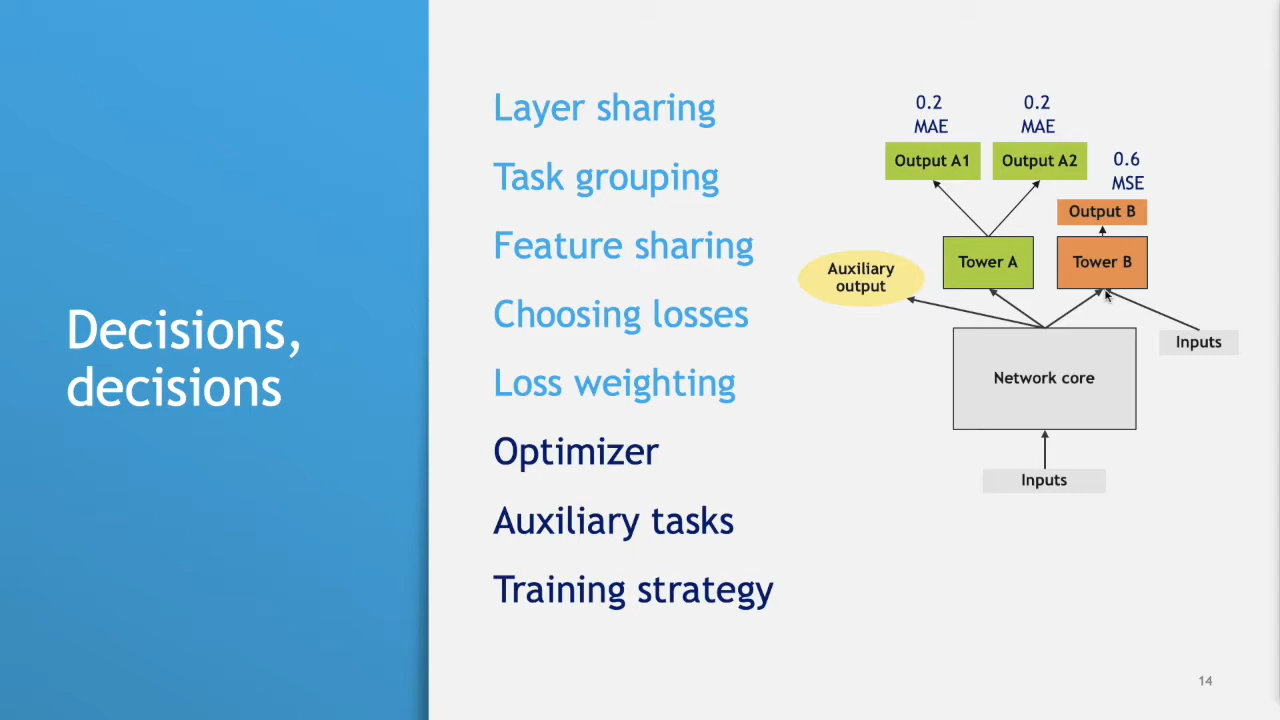 Decisions,
decisions
Layer sharing
Task grouping
Feature sharing
Choosing losses
Loss weighting
Optimizer
Auxiliary tasks
Training strategy
0.2
MAE
0.2
MAE
Output A1
Output A2
0.6
MSE
Output B
Tower A
Tower B
Auxiliary
output
Inputs
Network core
Inputs
14